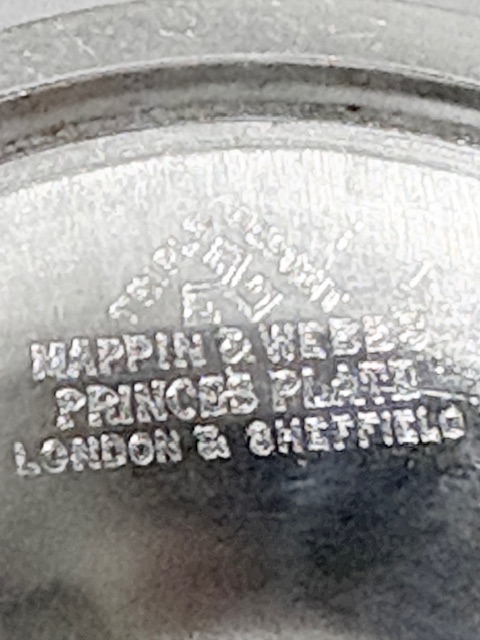 MAPPIN & WEBB'S
PRINCES PLATE
LONDON & SHEFFIELD